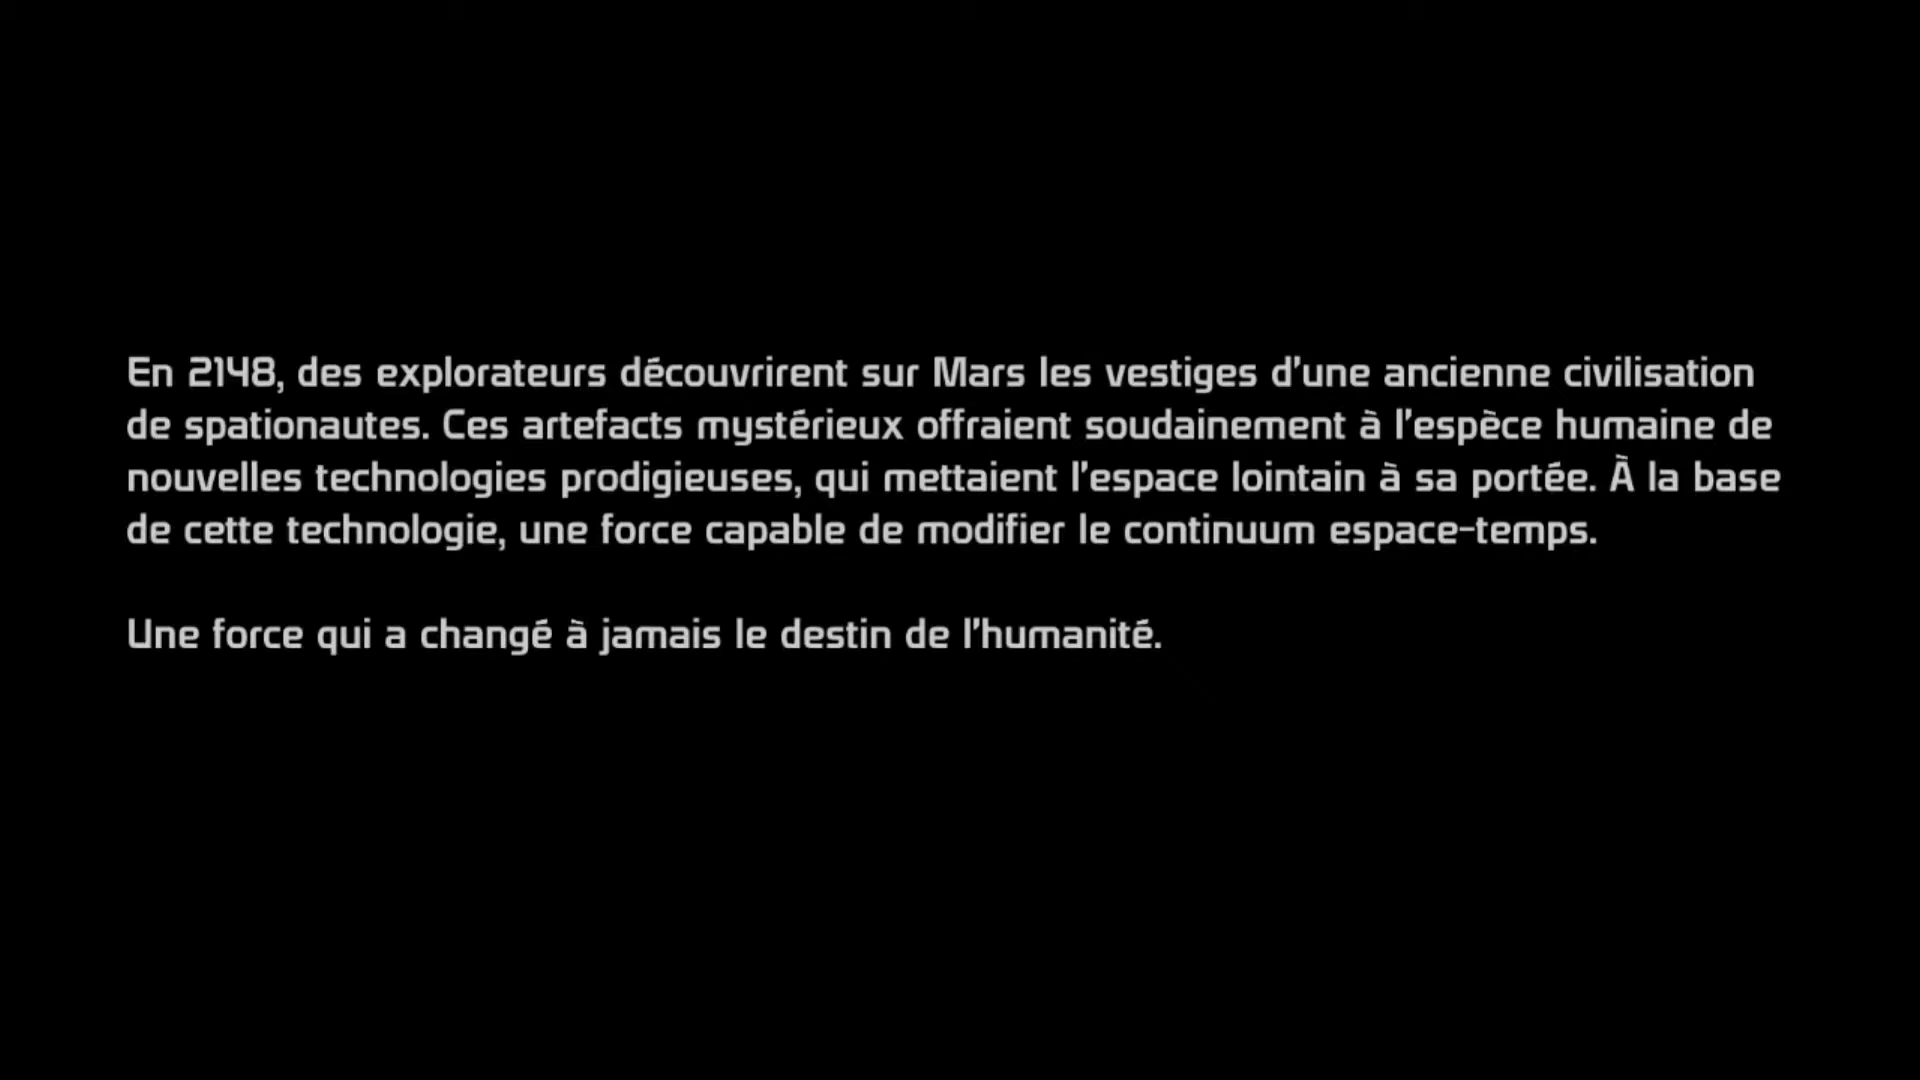 En 2148, des explorateurs découvrirent sur Mars les vestiges d'une ancienne civilisation
de spationautes. Ces artefacts mystérieux offraient soudainement à l'espèce humaine de
nouvelles technologies prodigieuses, qui mettaient l'espace lointain à sa portée. À la base
de cette technologie, une force capable de modifier le continuum espace-temps.
Une force qui a changé à jamais le destin de l'humanité.